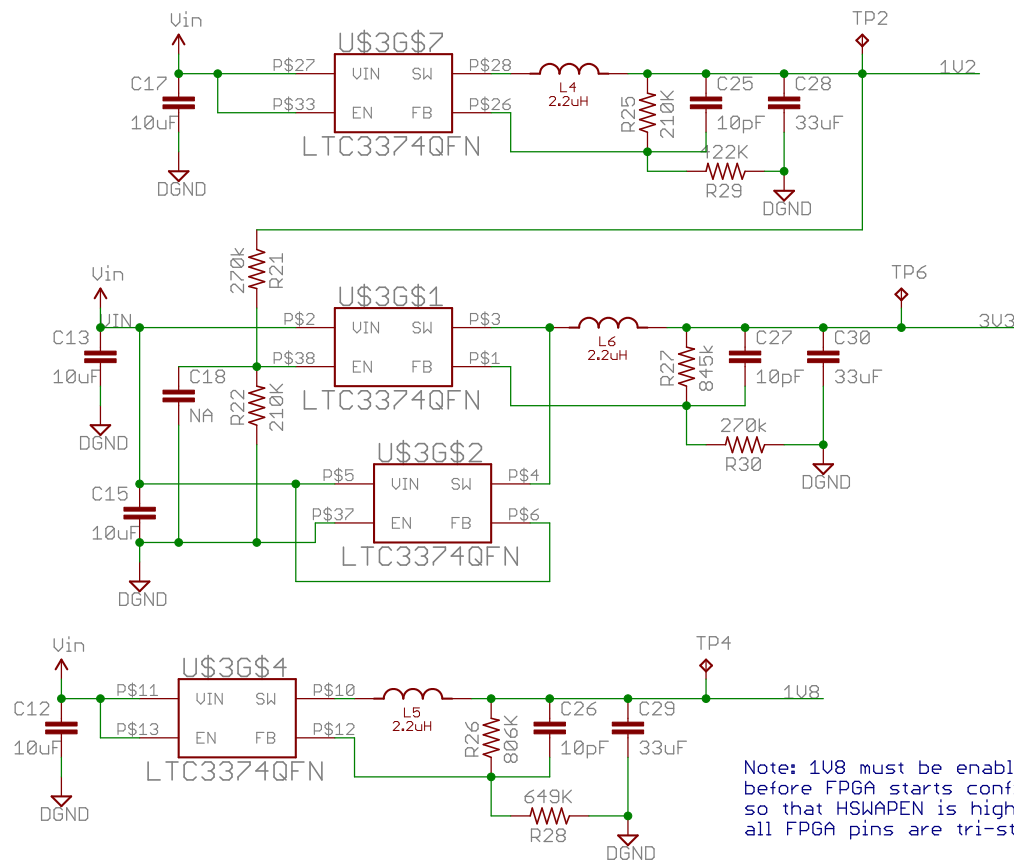 Vin
TP2
U$3G$7
P$27
VIN
SW
P$28
C17
10uF
P$33
EN
FB
P$26
LTC3374QFN
L4
2.2uH
R25
210K
C25
10pF
C28
33uF
1V2
422K
R29
DGND
DGND
270k
R21
Vin
TP6
VIN
U$3G$1
P$2
VIN
SW
P$3
C13
10uF
P$38
EN
FB
P$1
LTC3374QFN
L6
2.2uH
R27
845k
C27
10pF
C30
33uF
3V3
C18
NA
R22
210K
270k
R30
DGND
DGND
U$3G$2
P$5
VIN
SW
P$4
C15
10uF
P$37
EN
FB
P$6
LTC3374QFN
DGND
Vin
TP4
U$3G$4
P$11
VIN
SW
P$10
C12
10uF
P$13
EN
FB
P$12
LTC3374QFN
L5
2.2uH
R26
806K
C26
10pF
C29
33uF
1V8
649K
R28
DGND
DGND
Note: 1V8 must be enabl
before FPGA starts conf
so that HSWAPEN is high
all FPGA pins are tri-st